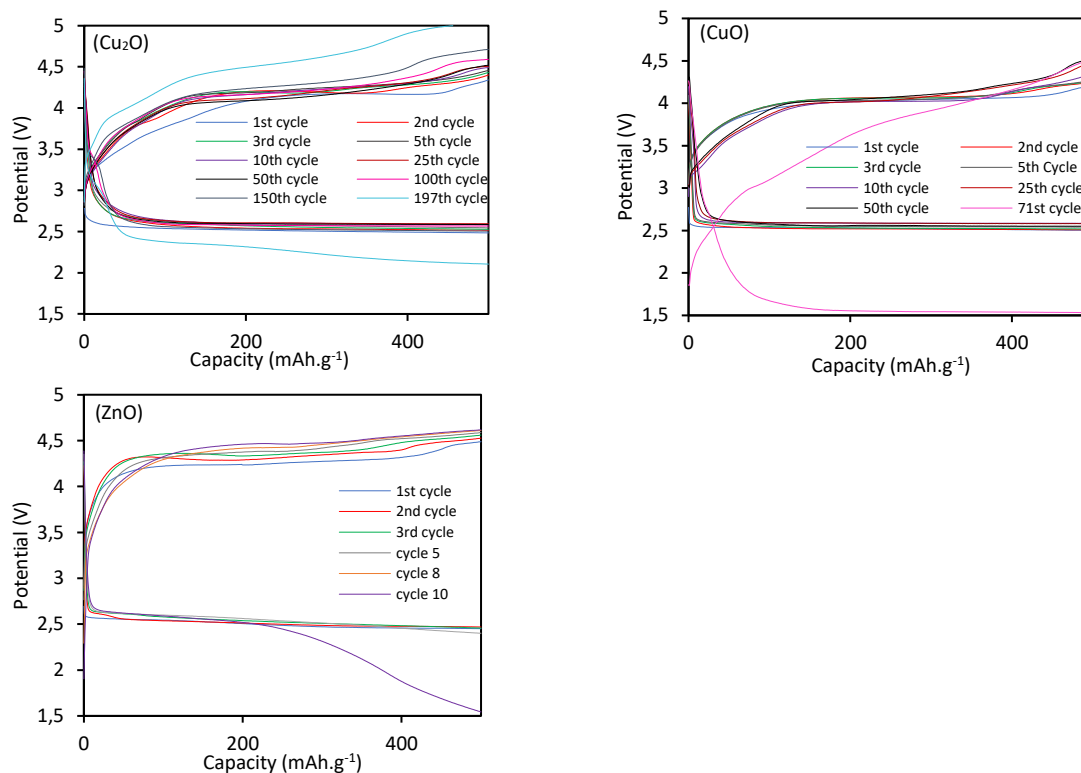 (Cu₂O)
Potential (V)
5
4,5
4
3,5
3
2,5
2
1,5
1st cycle 2nd cycle
3rd cycle 5th cycle
10th cycle 25th cycle
50th cycle 100th cycle
150th cycle 197th cycle
0 200 400
Capacity (mAh.g⁻¹)
(CuO)
Potential (V)
5
4,5
4
3,5
3
2,5
2
1,5
1st cycle 2nd cycle
3rd cycle 5th Cycle
10th cycle 25th cycle
50th cycle 71st cycle
0 200 400
Capacity (mAh.g⁻¹)
(ZnO)
Potential (V)
5
4,5
4
3,5
3
2,5
2
1,5
1st cycle
2nd cycle
3rd cycle
cycle 5
cycle 8
cycle 10
0 200 400
Capacity (mAh.g⁻¹)